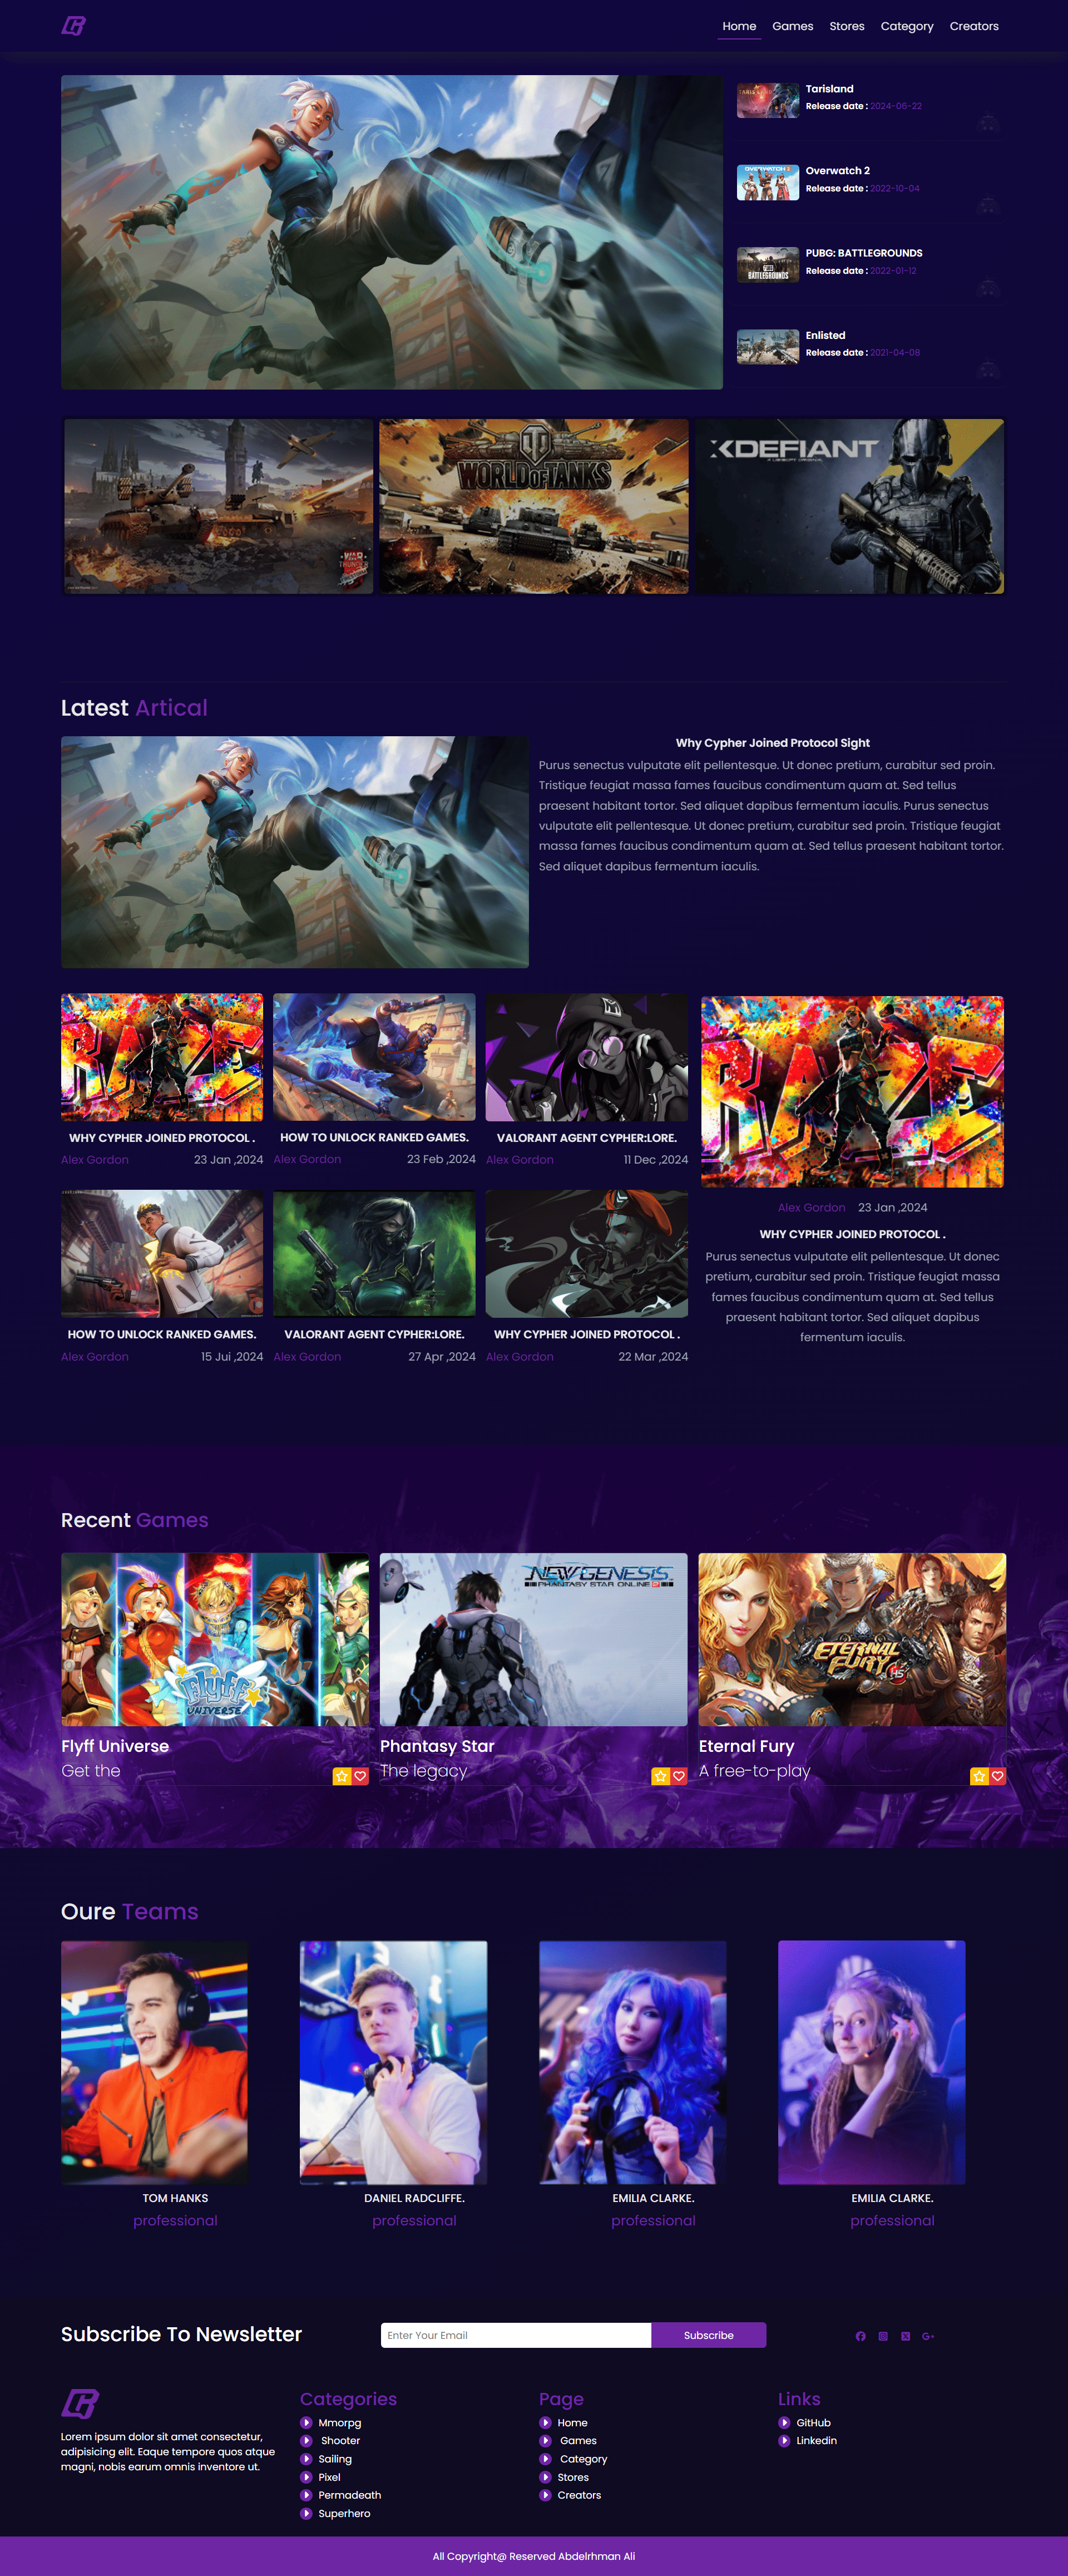 Home Games Stores Category Creators
Tarisland
Release date : 2024-06-22
OVERWATCH 2
Overwatch 2
Release date : 2022-10-04
BATTLEGROUNDS
PUBG: BATTLEGROUNDS
Release date : 2022-01-12
Enlisted
Release date : 2021-04-08
WAR
THUNDER
WORLD OF TANKS
XDEFIANT
Latest Artical
Why Cypher Joined Protocol Sight
Purus senectus vulputate elit pellentesque. Ut donec pretium, curabitur sed proin.
Tristique feugiat massa fames faucibus condimentum quam at. Sed tellus
praesent habitant tortor. Sed aliquet dapibus fermentum iaculis. Purus senectus
vulputate elit pellentesque. Ut donec pretium, curabitur sed proin. Tristique feugiat
massa fames faucibus condimentum quam at. Sed tellus praesent habitant tortor.
Sed aliquet dapibus fermentum iaculis.
RAZE
WHY CYPHER JOINED PROTOCOL .
Alex Gordon 23 Jan ,2024
HOW TO UNLOCK RANKED GAMES.
Alex Gordon 23 Feb ,2024
VALORANT AGENT CYPHER:LORE.
Alex Gordon 11 Dec ,2024
HOW TO UNLOCK RANKED GAMES.
Alex Gordon 15 Jui ,2024
VALORANT AGENT CYPHER:LORE.
Alex Gordon 27 Apr ,2024
WHY CYPHER JOINED PROTOCOL .
Alex Gordon 22 Mar ,2024
RAZE
Alex Gordon 23 Jan ,2024
WHY CYPHER JOINED PROTOCOL .
Purus senectus vulputate elit pellentesque. Ut donec
pretium, curabitur sed proin. Tristique feugiat massa
fames faucibus condimentum quam at. Sed tellus
praesent habitant tortor. Sed aliquet dapibus
fermentum iaculis.
Recent Games
Flyff
UNIVERSE
Flyff Universe
Get the
NEW GENESIS
PHANTASY STAR ONLINE 2
Phantasy Star
The legacy
ETERNAL
FURY
H5
Eternal Fury
A free-to-play
Oure Teams
TOM HANKS
professional
DANIEL RADCLIFFE.
professional
EMILIA CLARKE.
professional
EMILIA CLARKE.
professional
Subscribe To Newsletter
Enter Your Email
Subscribe
Lorem ipsum dolor sit amet consectetur,
adipisicing elit. Eaque tempore quos atque
magni, nobis earum omnis inventore ut.
Categories
Mmorpg
Shooter
Sailing
Pixel
Permadeath
Superhero
Page
Home
Games
Category
Stores
Creators
Links
GitHub
Linkedin
All Copyright@ Reserved Abdelrhman Ali